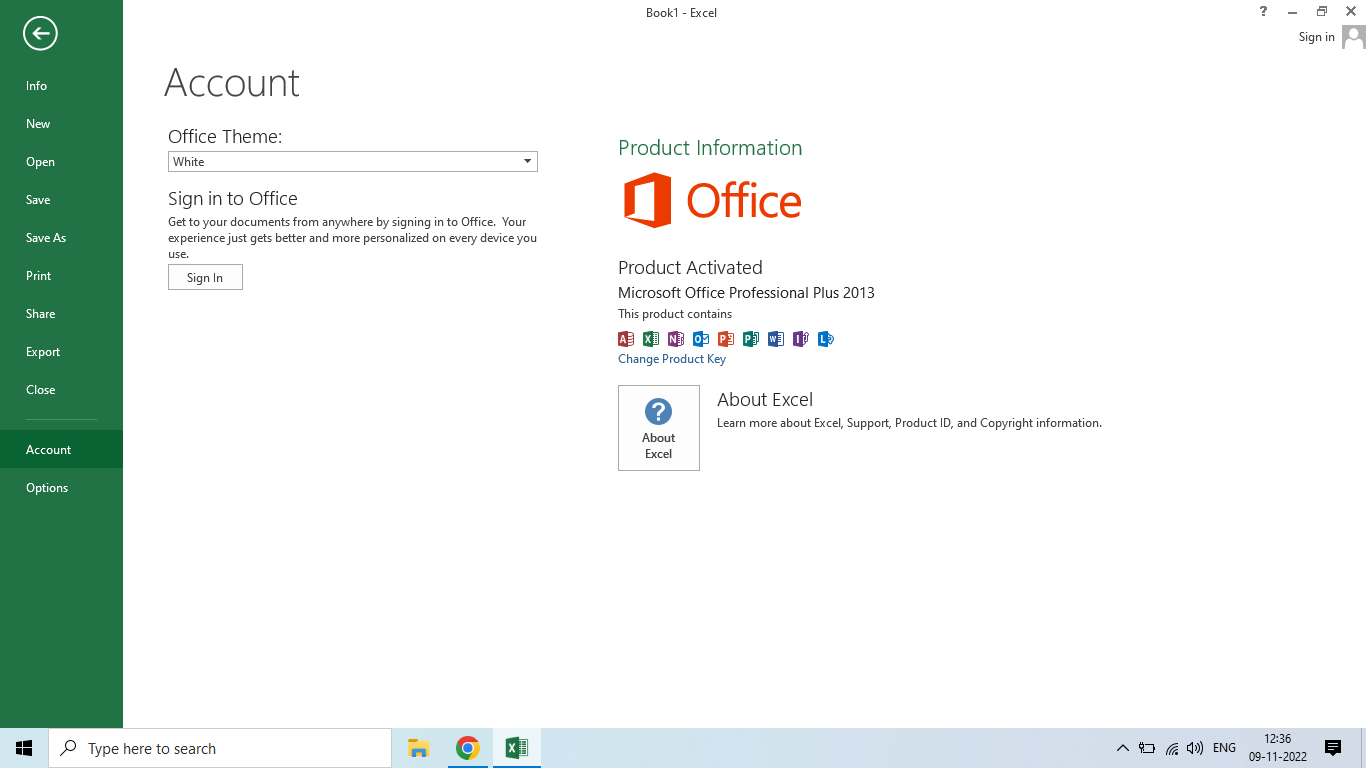 Book1 - Excel
?
Sign in
Info
New
Open
Save
Save As
Print
Share
Export
Close
Account
Options
Account
Office Theme:
White
Sign in to Office
Get to your documents from anywhere by signing in to Office. Your
experience just gets better and more personalized on every device you
use.
Sign In
Product Information
Office
Product Activated
Microsoft Office Professional Plus 2013
This product contains
Change Product Key
?
About
Excel
About Excel
Learn more about Excel, Support, Product ID, and Copyright information.
Type here to search
ENG
12:36
09-11-2022